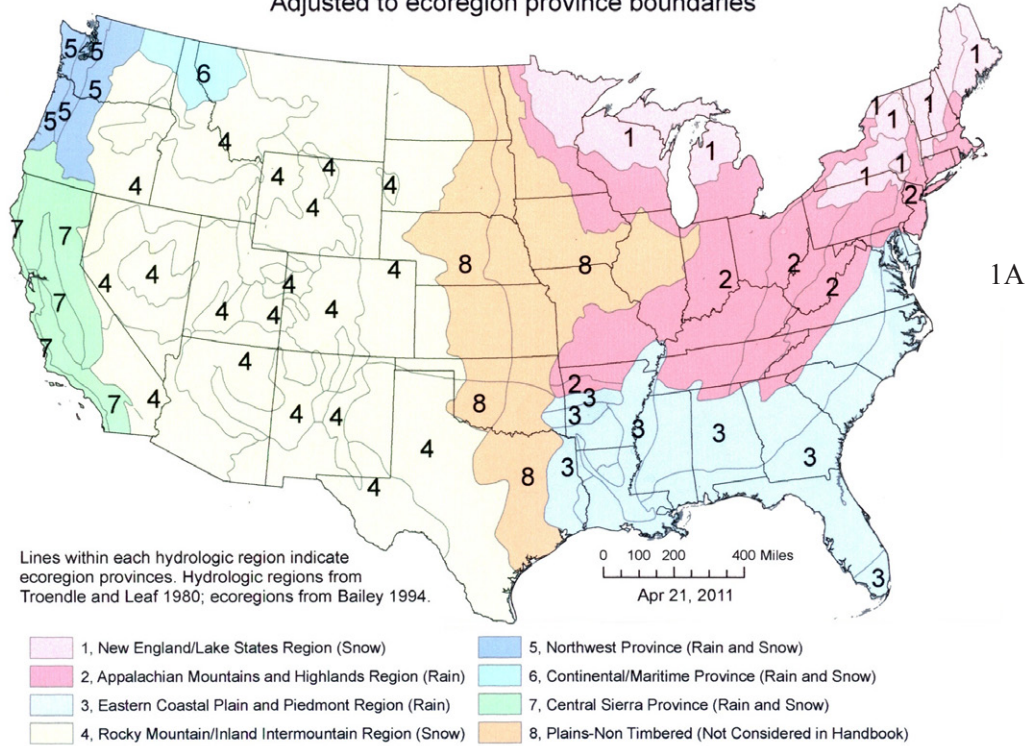 Adjusted to ecoregion province boundaries
5 5 6 1
5 1 1
5 5 1 1
4 1 1
4 4 4 1 1
4 4 2
7 7 4 8 8 2 2
4 4 4 2 1A
7 4 4 4
7 4
7 4 4 4 8 2 3
4 3 3 3
4 8 3 3
4
Lines within each hydrologic region indicate
ecoregion provinces. Hydrologic regions from
Troendle and Leaf 1980; ecoregions from Bailey 1994.
0 100 200 400 Miles
Apr 21, 2011
3
1, New England/Lake States Region (Snow)
2, Appalachian Mountains and Highlands Region (Rain)
3, Eastern Coastal Plain and Piedmont Region (Rain)
4, Rocky Mountain/Inland Intermountain Region (Snow)
5, Northwest Province (Rain and Snow)
6, Continental/Maritime Province (Rain and Snow)
7, Central Sierra Province (Rain and Snow)
8, Plains-Non Timbered (Not Considered in Handbook)